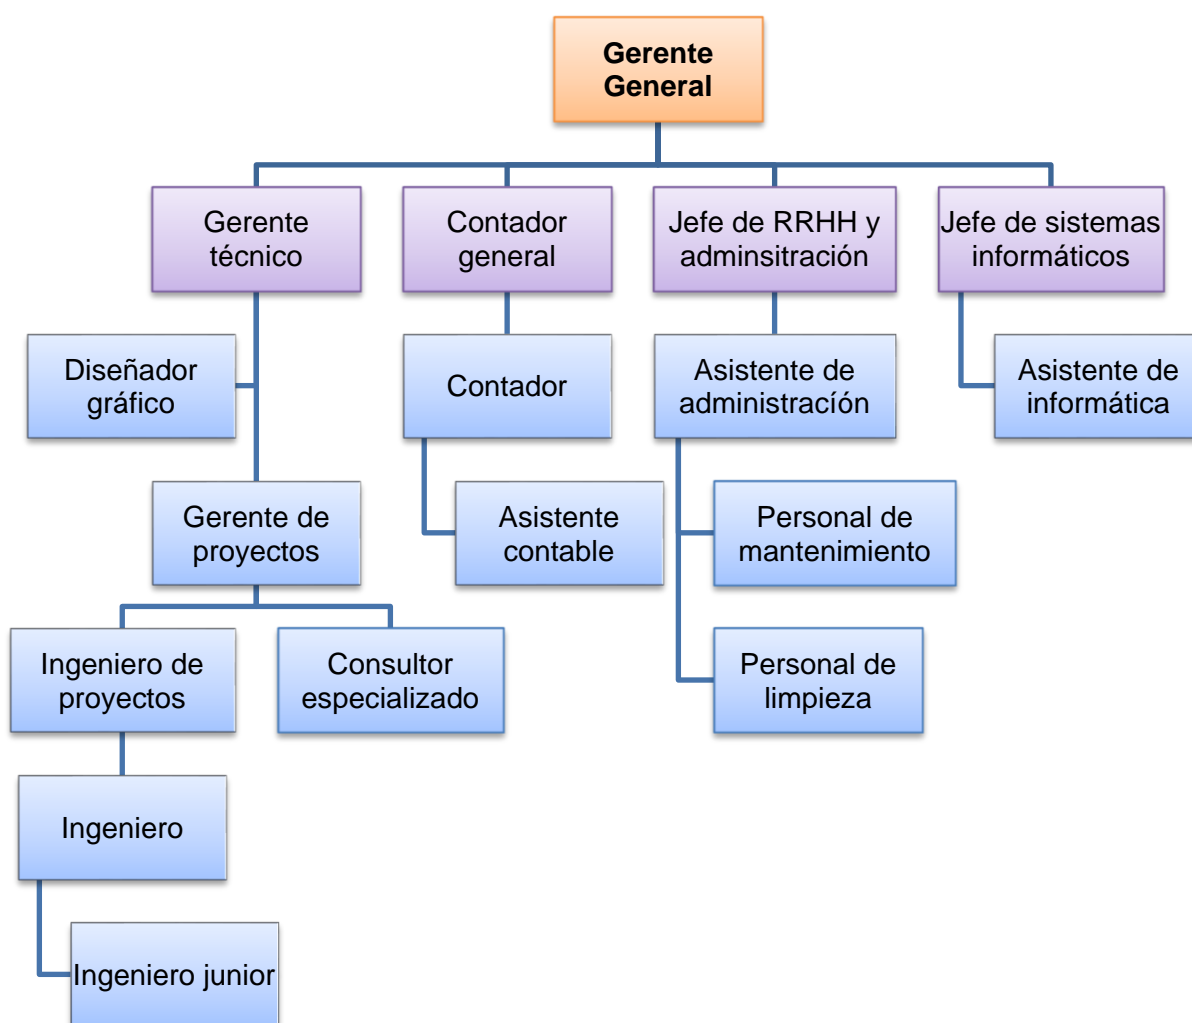 Gerente
General
Gerente
técnico
Contador
general
Jefe de RRHH y
adminsitración
Jefe de sistemas
informáticos
Diseñador
gráfico
Contador
Asistente de
administracíón
Asistente de
informática
Gerente de
proyectos
Asistente
contable
Personal de
mantenimiento
Ingeniero de
proyectos
Consultor
especializado
Personal de
limpieza
Ingeniero
Ingeniero junior